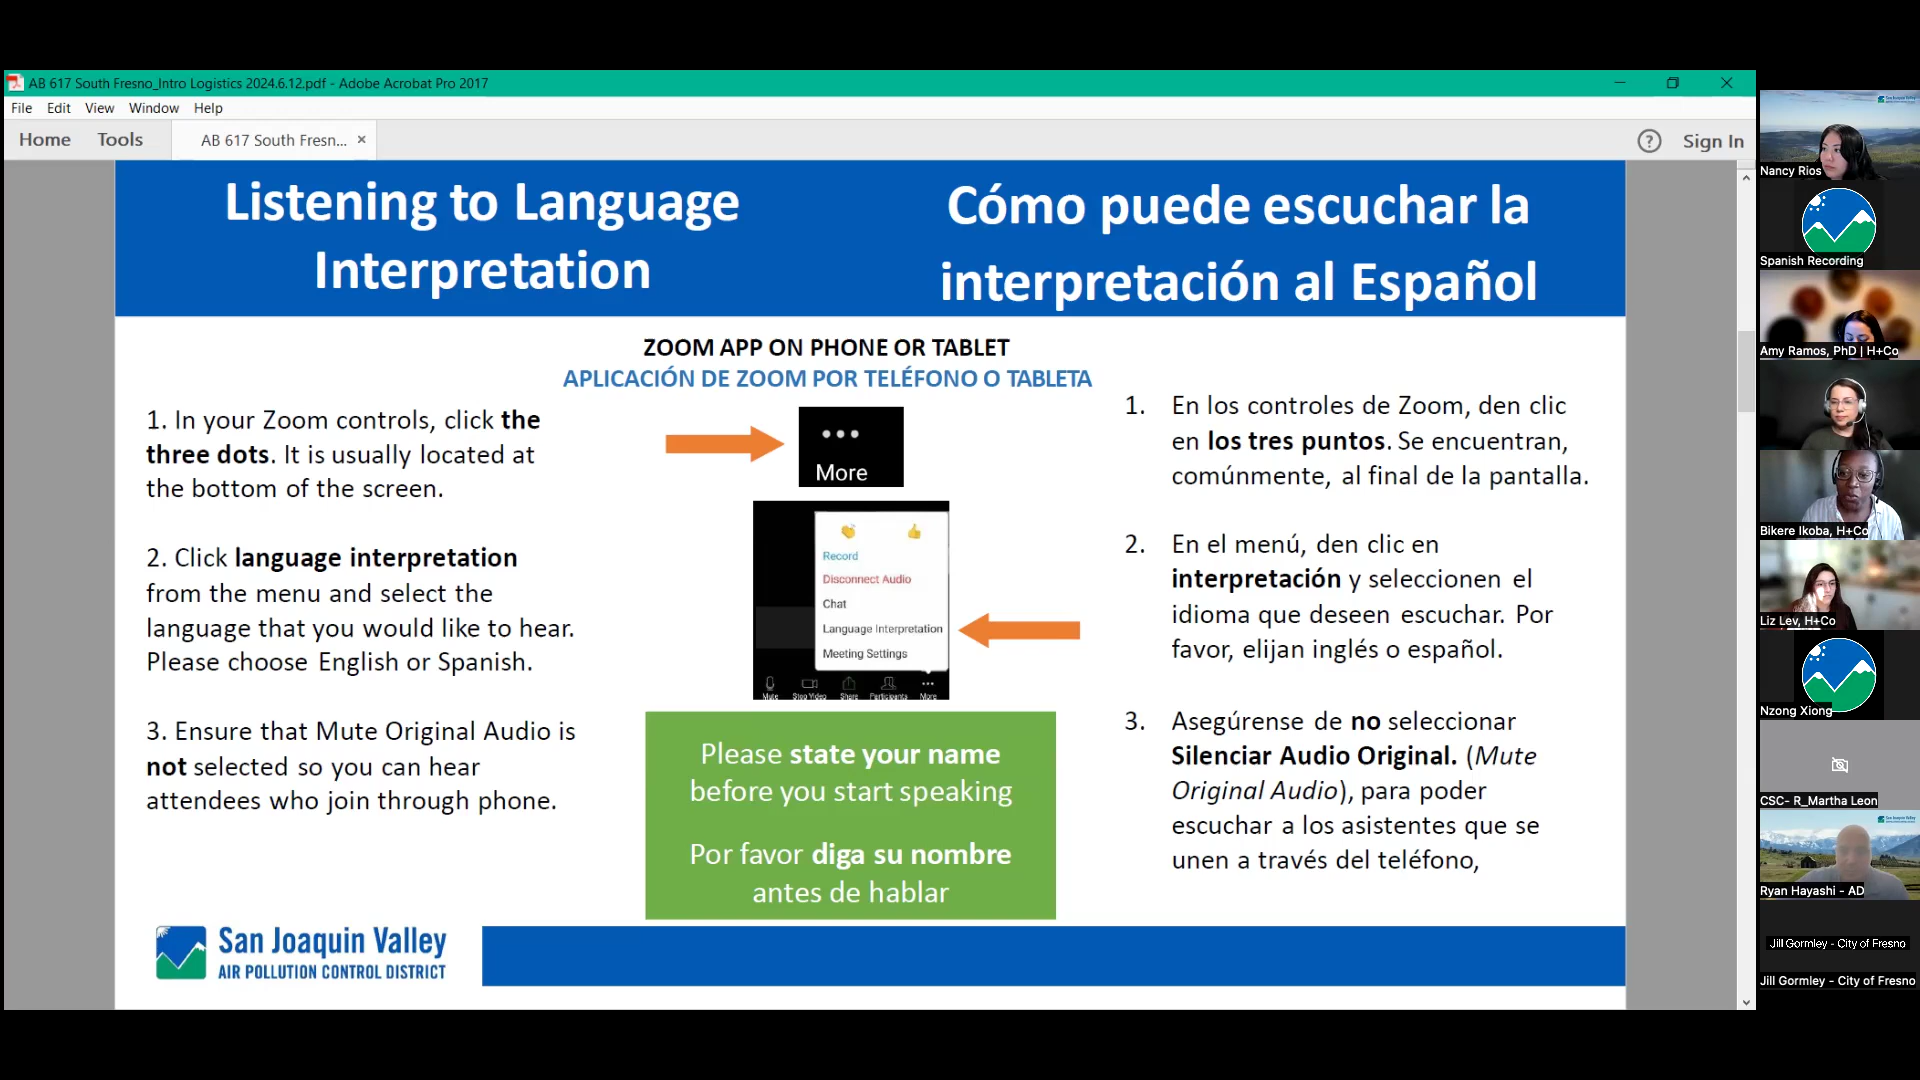 AB 617 South Fresno_Intro Logistics 2024.6.12.pdf - Adobe Acrobat Pro 2017
File Edit View Window Help
Home Tools AB 617 South Fresn... × ? Sign In
Listening to Language
Interpretation
Cómo puede escuchar la
interpretación al Español
ZOOM APP ON PHONE OR TABLET
APLICACIÓN DE ZOOM POR TELÉFONO O TABLETA
1. In your Zoom controls, click the
three dots. It is usually located at
the bottom of the screen.
2. Click language interpretation
from the menu and select the
language that you would like to hear.
Please choose English or Spanish.
3. Ensure that Mute Original Audio is
not selected so you can hear
attendees who join through phone.
More
Record
Disconnect Audio
Chat
Language Interpretation
Meeting Settings
Mute Stop Video Share Participants More
Please state your name
before you start speaking
Por favor diga su nombre
antes de hablar
1. En los controles de Zoom, den clic
en los tres puntos. Se encuentran,
comúnmente, al final de la pantalla.
2. En el menú, den clic en
interpretación y seleccionen el
idioma que deseen escuchar. Por
favor, elijan inglés o español.
3. Asegúrense de no seleccionar
Silenciar Audio Original. (Mute
Original Audio), para poder
escuchar a los asistentes que se
unen a través del teléfono,
San Joaquin Valley
AIR POLLUTION CONTROL DISTRICT
Nancy Rios
Spanish Recording
Amy Ramos, PhD | H+Co
Bikere Ikoba, H+Co
Liz Lev, H+Co
Nzong Xiong
CSC- R_Martha Leon
Ryan Hayashi - AD
Jill Gormley - City of Fresno
Jill Gormley - City of Fresno